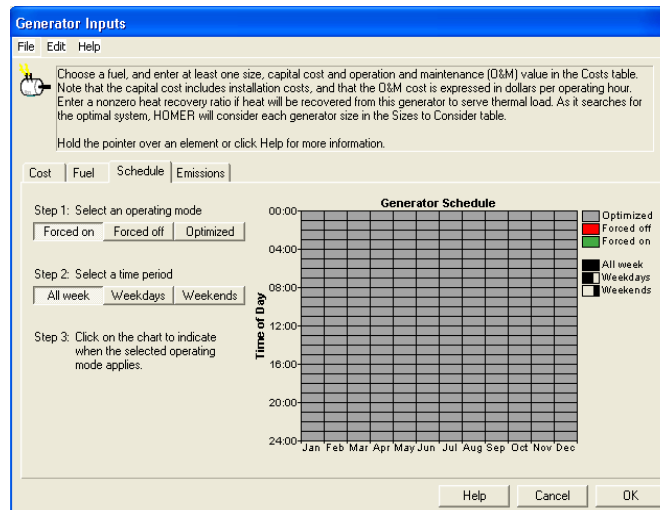 Generator Inputs
File Edit Help
Choose a fuel, and enter at least one size, capital cost and operation and maintenance (O&M) value in the Costs table.
Note that the capital cost includes installation costs, and that the O&M cost is expressed in dollars per operating hour.
Enter a nonzero heat recovery ratio if heat will be recovered from this generator to serve thermal load. As it searches for
the optimal system, HOMER will consider each generator size in the Sizes to Consider table.
Hold the pointer over an element or click Help for more information.
Cost Fuel Schedule Emissions
Step 1: Select an operating mode
Forced on Forced off Optimized
Step 2: Select a time period
All week Weekdays Weekends
Step 3: Click on the chart to indicate
when the selected operating
mode applies.
Generator Schedule
Time of Day
00:00
04:00
08:00
12:00
16:00
20:00
24:00
Jan Feb Mar Apr May Jun Jul Aug Sep Oct Nov Dec
Optimized
Forced off
Forced on
All week
Weekdays
Weekends
Help Cancel OK